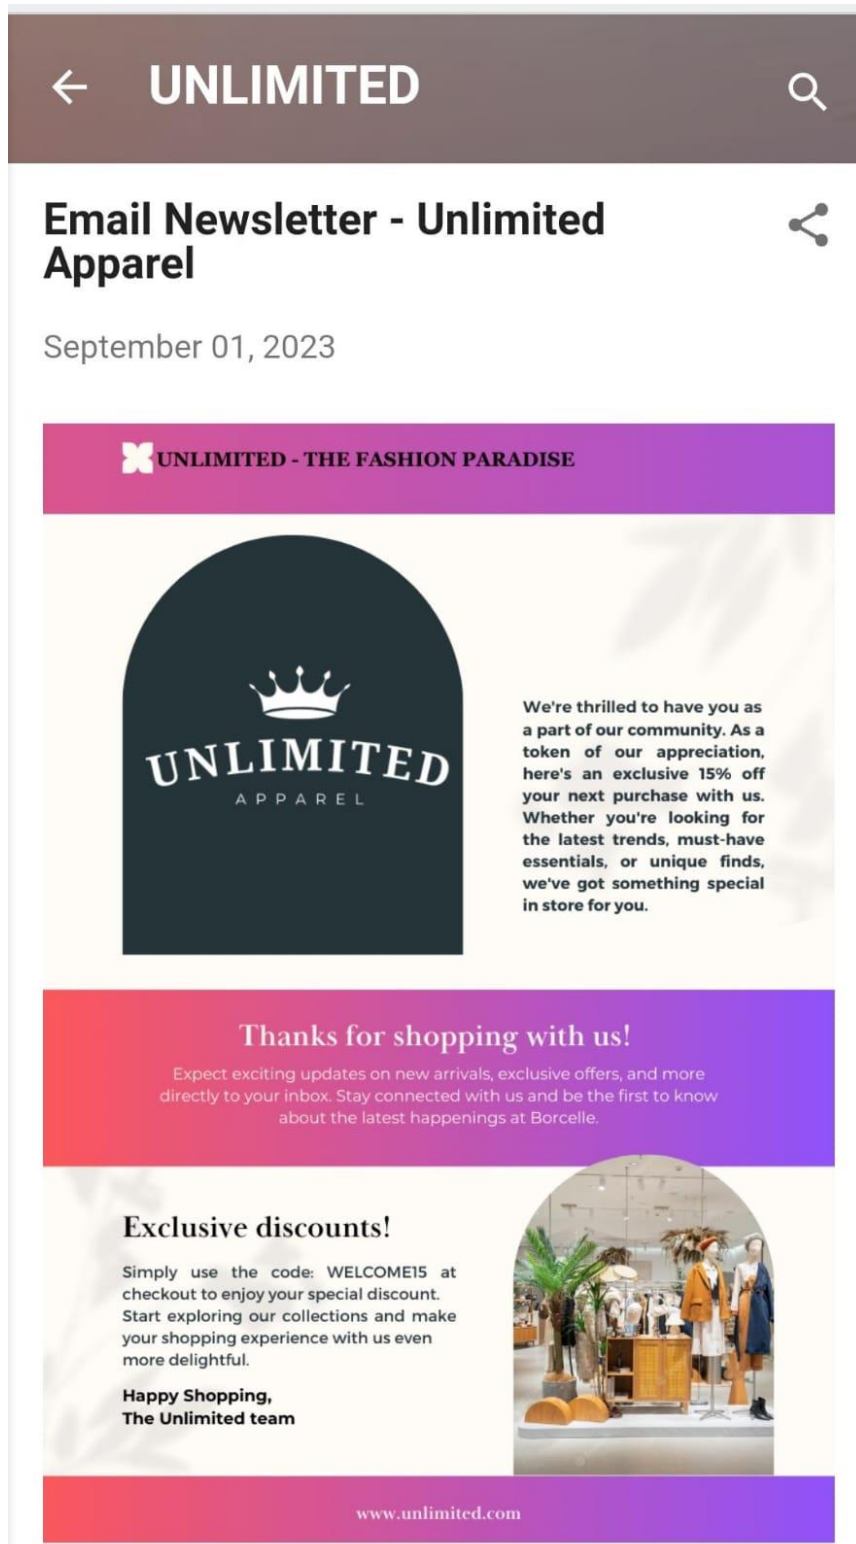 UNLIMITED
Email Newsletter - Unlimited
Apparel
September 01, 2023
UNLIMITED - THE FASHION PARADISE
UNLIMITED
APPAREL
We're thrilled to have you as
a part of our community. As a
token of our appreciation,
here's an exclusive 15% off
your next purchase with us.
Whether you're looking for
the latest trends, must-have
essentials, or unique finds,
we've got something special
in store for you.
Thanks for shopping with us!
Expect exciting updates on new arrivals, exclusive offers, and more
directly to your inbox. Stay connected with us and be the first to know
about the latest happenings at Borcelle.
Exclusive discounts!
Simply use the code: WELCOME15 at
checkout to enjoy your special discount.
Start exploring our collections and make
your shopping experience with us even
more delightful.
Happy Shopping,
The Unlimited team
www.unlimited.com